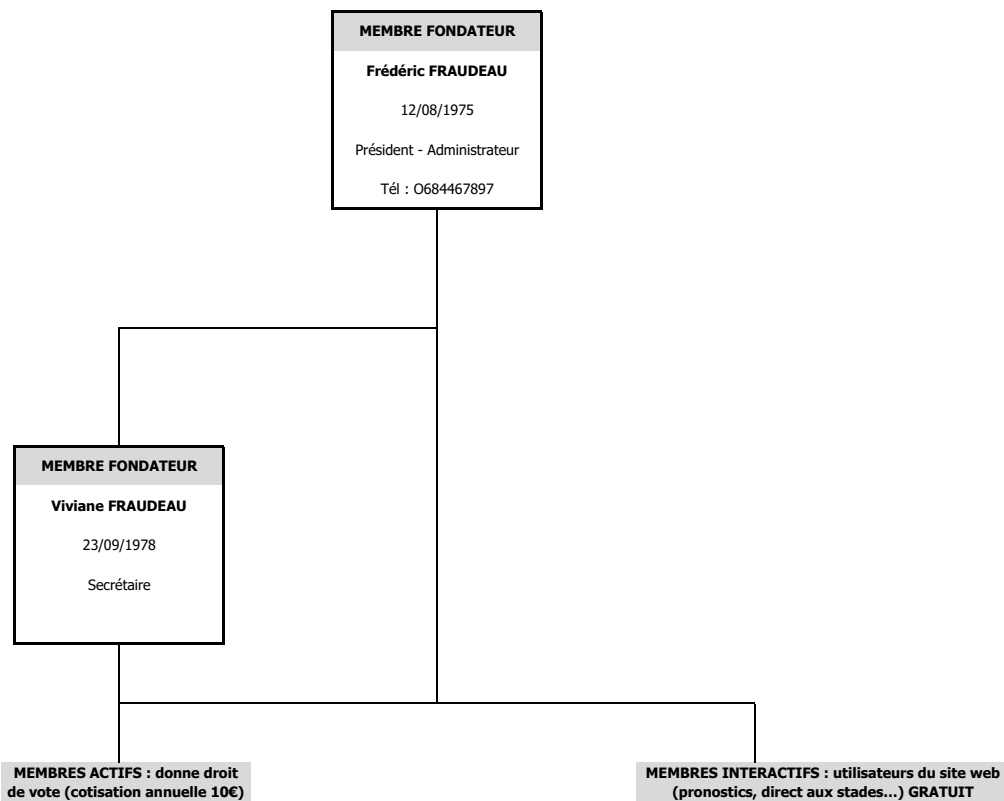 MEMBRE FONDATEUR
Frédéric FRAUDEAU
12/08/1975
Président - Administrateur
Tél : O684467897
MEMBRE FONDATEUR
Viviane FRAUDEAU
23/09/1978
Secrétaire
MEMBRES ACTIFS : donne droit
de vote (cotisation annuelle 10€)
MEMBRES INTERACTIFS : utilisateurs du site web
(pronostics, direct aux stades...) GRATUIT